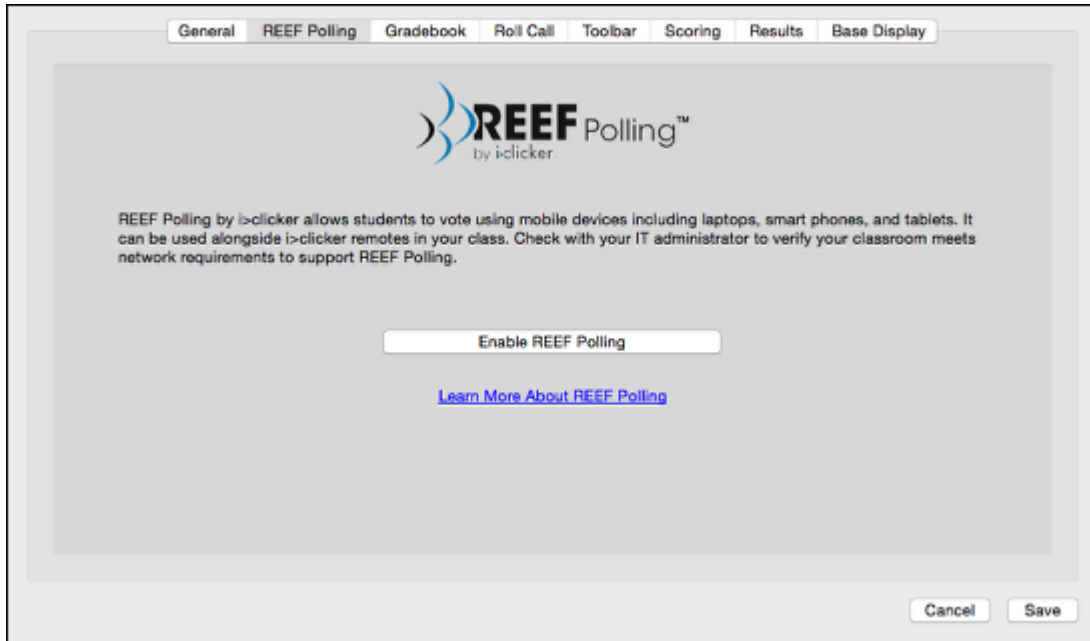 General REEF Polling Gradebook Roll Call Toolbar Scoring Results Base Display
REEF Polling™
by i>clicker
REEF Polling by i>clicker allows students to vote using mobile devices including laptops, smart phones, and tablets. It
can be used alongside i>clicker remotes in your class. Check with your IT administrator to verify your classroom meets
network requirements to support REEF Polling.
Enable REEF Polling
Learn More About REEF Polling
Cancel Save